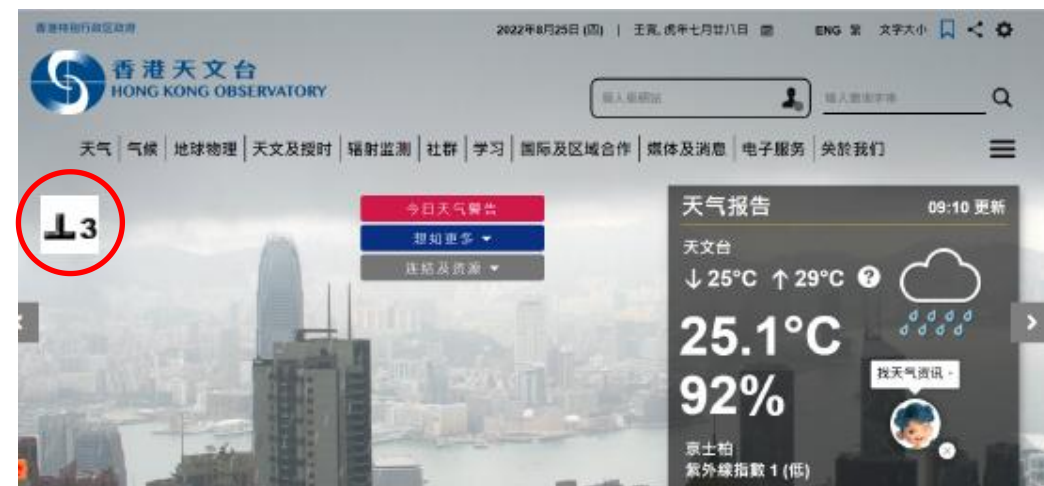 香港特别行政区政府
2022年8月25日 (四) | 壬寅, 虎年七月廿八日
ENG 繁 文字大小
香港天文台
HONG KONG OBSERVATORY
天气 | 气候 | 地球物理 | 天文及授时 | 辐射监测 | 社群 | 学习 | 国际及区域合作 | 媒体及消息 | 电子服务 | 关於我们
3
今日天气警告
想知更多
连结及资源
天气报告 09:10 更新
天文台
↓ 25°C ↑ 29°C ?
25.1°C
92%
找天气资讯
京士柏
紫外線指數 1 (低)